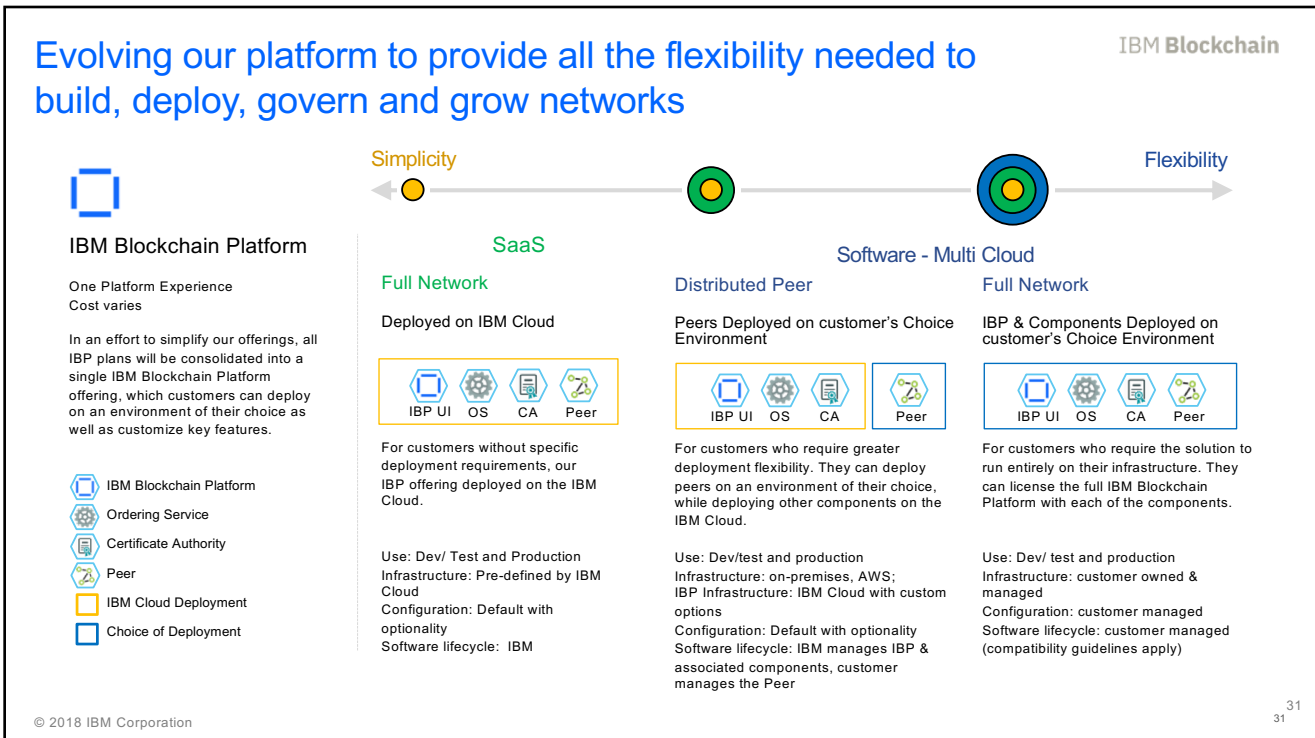 Evolving our platform to provide all the flexibility needed to
build, deploy, govern and grow networks
IBM Blockchain
Simplicity
Flexibility
IBM Blockchain Platform
One Platform Experience
Cost varies
In an effort to simplify our offerings, all
IBP plans will be consolidated into a
single IBM Blockchain Platform
offering, which customers can deploy
on an environment of their choice as
well as customize key features.
IBM Blockchain Platform
Ordering Service
Certificate Authority
Peer
IBM Cloud Deployment
Choice of Deployment
SaaS
Full Network
Deployed on IBM Cloud
IBP UI OS CA Peer
For customers without specific
deployment requirements, our
IBP offering deployed on the IBM
Cloud.
Use: Dev/ Test and Production
Infrastructure: Pre-defined by IBM
Cloud
Configuration: Default with
optionality
Software lifecycle: IBM
Software - Multi Cloud
Distributed Peer
Peers Deployed on customer's Choice
Environment
IBP UI OS CA Peer
For customers who require greater
deployment flexibility. They can deploy
peers on an environment of their choice,
while deploying other components on the
IBM Cloud.
Use: Dev/test and production
Infrastructure: on-premises, AWS;
IBP Infrastructure: IBM Cloud with custom
options
Configuration: Default with optionality
Software lifecycle: IBM manages IBP &
associated components, customer
manages the Peer
Full Network
IBP & Components Deployed on
customer's Choice Environment
IBP UI OS CA Peer
For customers who require the solution to
run entirely on their infrastructure. They
can license the full IBM Blockchain
Platform with each of the components.
Use: Dev/ test and production
Infrastructure: customer owned &
managed
Configuration: customer managed
Software lifecycle: customer managed
(compatibility guidelines apply)
© 2018 IBM Corporation
31
31